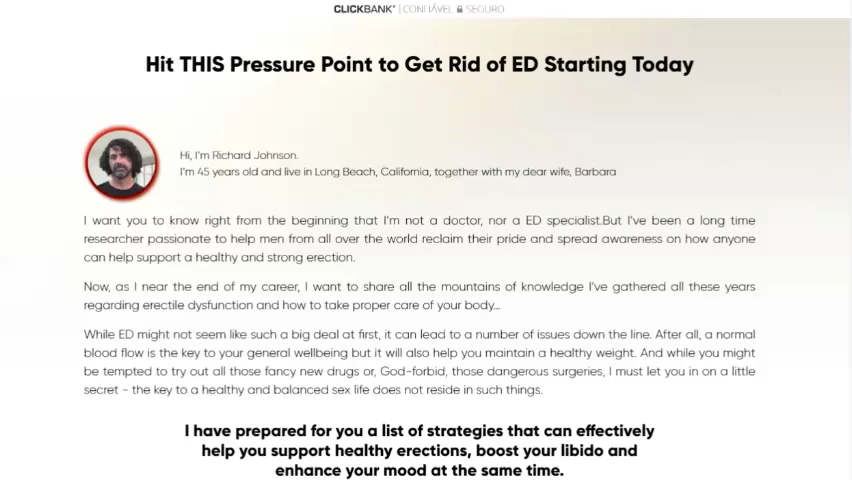 CLICKBANK® | CONFIÁVEL SEGURO
Hit THIS Pressure Point to Get Rid of ED Starting Today
Hi, I'm Richard Johnson.
I'm 45 years old and live in Long Beach, California, together with my dear wife, Barbara
I want you to know right from the beginning that I'm not a doctor, nor a ED specialist.But I've been a long time
researcher passionate to help men from all over the world reclaim their pride and spread awareness on how anyone
can help support a healthy and strong erection.
Now, as I near the end of my career, I want to share all the mountains of knowledge I've gathered all these years
regarding erectile dysfunction and how to take proper care of your body...
While ED might not seem like such a big deal at first, it can lead to a number of issues down the line. After all, a normal
blood flow is the key to your general wellbeing but it will also help you maintain a healthy weight. And while you might
be tempted to try out all those fancy new drugs or, God-forbid, those dangerous surgeries, I must let you in on a little
secret - the key to a healthy and balanced sex life does not reside in such things.
I have prepared for you a list of strategies that can effectively
help you support healthy erections, boost your libido and
enhance your mood at the same time.